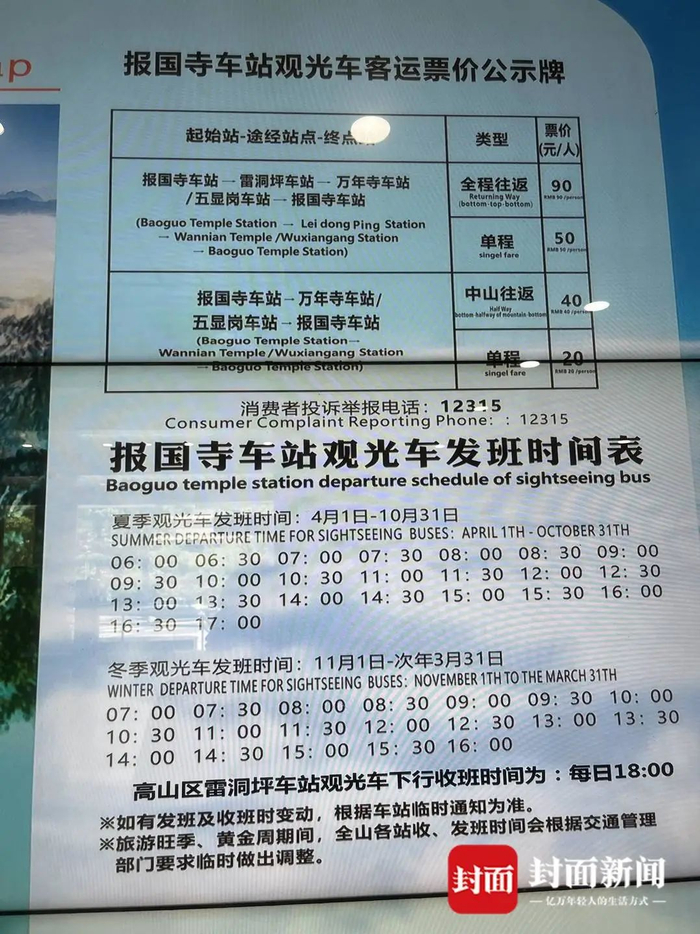 ap
报国寺车站观光车客运票价公示牌
起始站-途经站点-终点
类型
票价
(元/人)
报国寺车站→雷洞坪车站→万年寺车站
/五显岗车站→报国寺车站
(Baoguo Temple Station → Lei dong Ping Station
→ Wannian Temple /Wuxiangang Station
→ Baoguo Temple Station)
全程往返
Returning Way
(bottom-top-bottom)
90
RMB 90 /person
单程
singel fare
50
RMB 50 /person
报国寺车站→万年寺车站/
五显岗车站→报国寺车站
(Baoguo Temple Station→
Wannian Temple /Wuxiangang Station
→ Baoguo Temple Station)
中山往返
Half Way
bottom-halfway of mountain-bottom
40
RMB 40 /person
单程
singel fare
20
RMB 20 /person
消费者投诉举报电话：12315
Consumer Complaint Reporting Phone：: 12315
报国寺车站观光车发班时间表
Baoguo temple station departure schedule of sightseeing bus
夏季观光车发班时间：4月1日-10月31日
SUMMER DEPARTURE TIME FOR SIGHTSEEING BUSES：APRIL 1TH - OCTOBER 31TH
06：00 06：30 07：00 07：30 08：00 08：30 09：00
09：30 10：00 10：30 11：00 11：30 12：00 12：30
13：00 13：30 14：00 14：30 15：00 15：30 16：00
16：30 17：00
冬季观光车发班时间：11月1日-次年3月31日
WINTER DEPARTURE TIME FOR SIGHTSEEING BUSES：NOVEMBER 1TH TO THE MARCH 31TH
07：00 07：30 08：00 08：30 09：00 09：30 10：00
10：30 11：00 11：30 12：00 12：30 13：00 13：30
14：00 14：30 15：00 15：30 16：00
高山区雷洞坪车站观光车下行收班时间为：每日18:00
※如有发班及收班时变动，根据车站临时通知为准。
※旅游旺季、黄金周期间，全山各站收、发班时间会根据交通管理
部门要求临时做出调整。
封面
封面新闻
亿万年轻人的生活方式